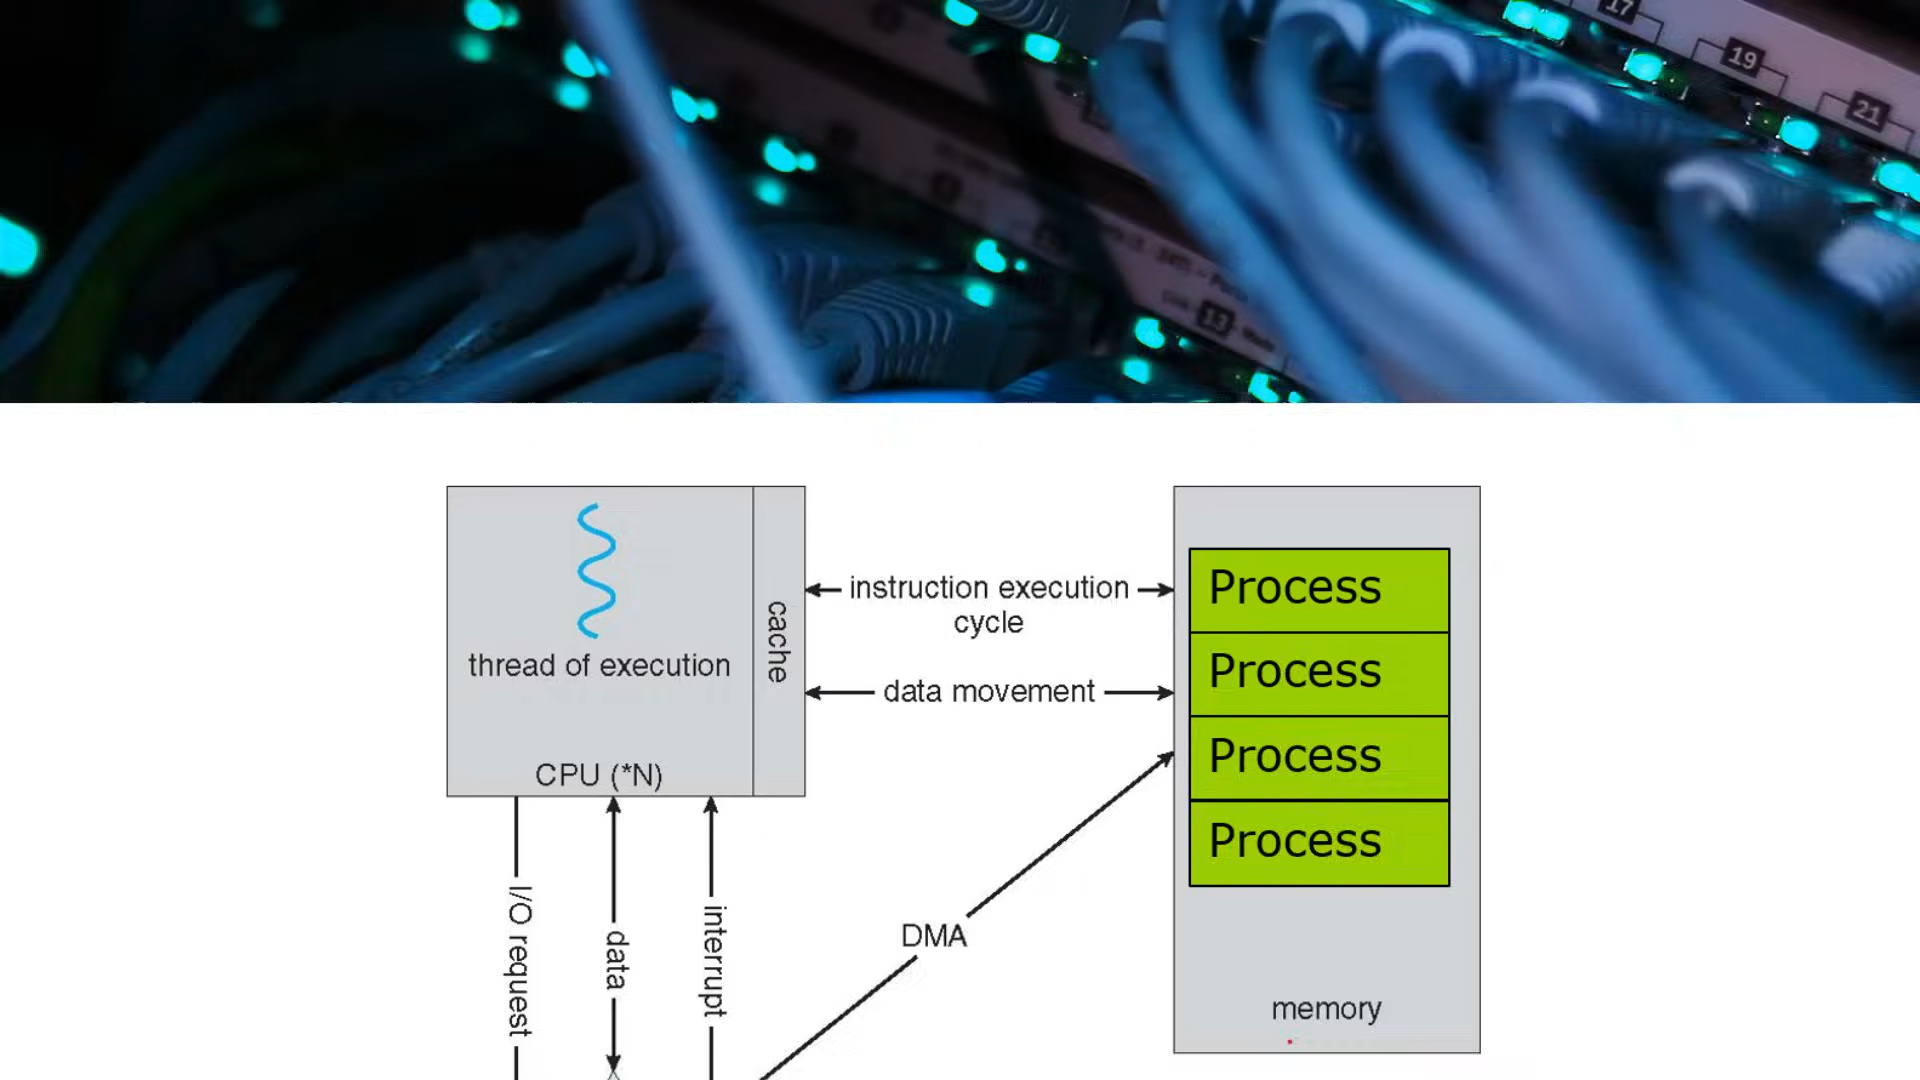 17
19
21
13
thread of execution
cache
CPU (*N)
instruction execution
cycle
data movement
Process
Process
Process
Process
memory
I/O request
data
interrupt
DMA